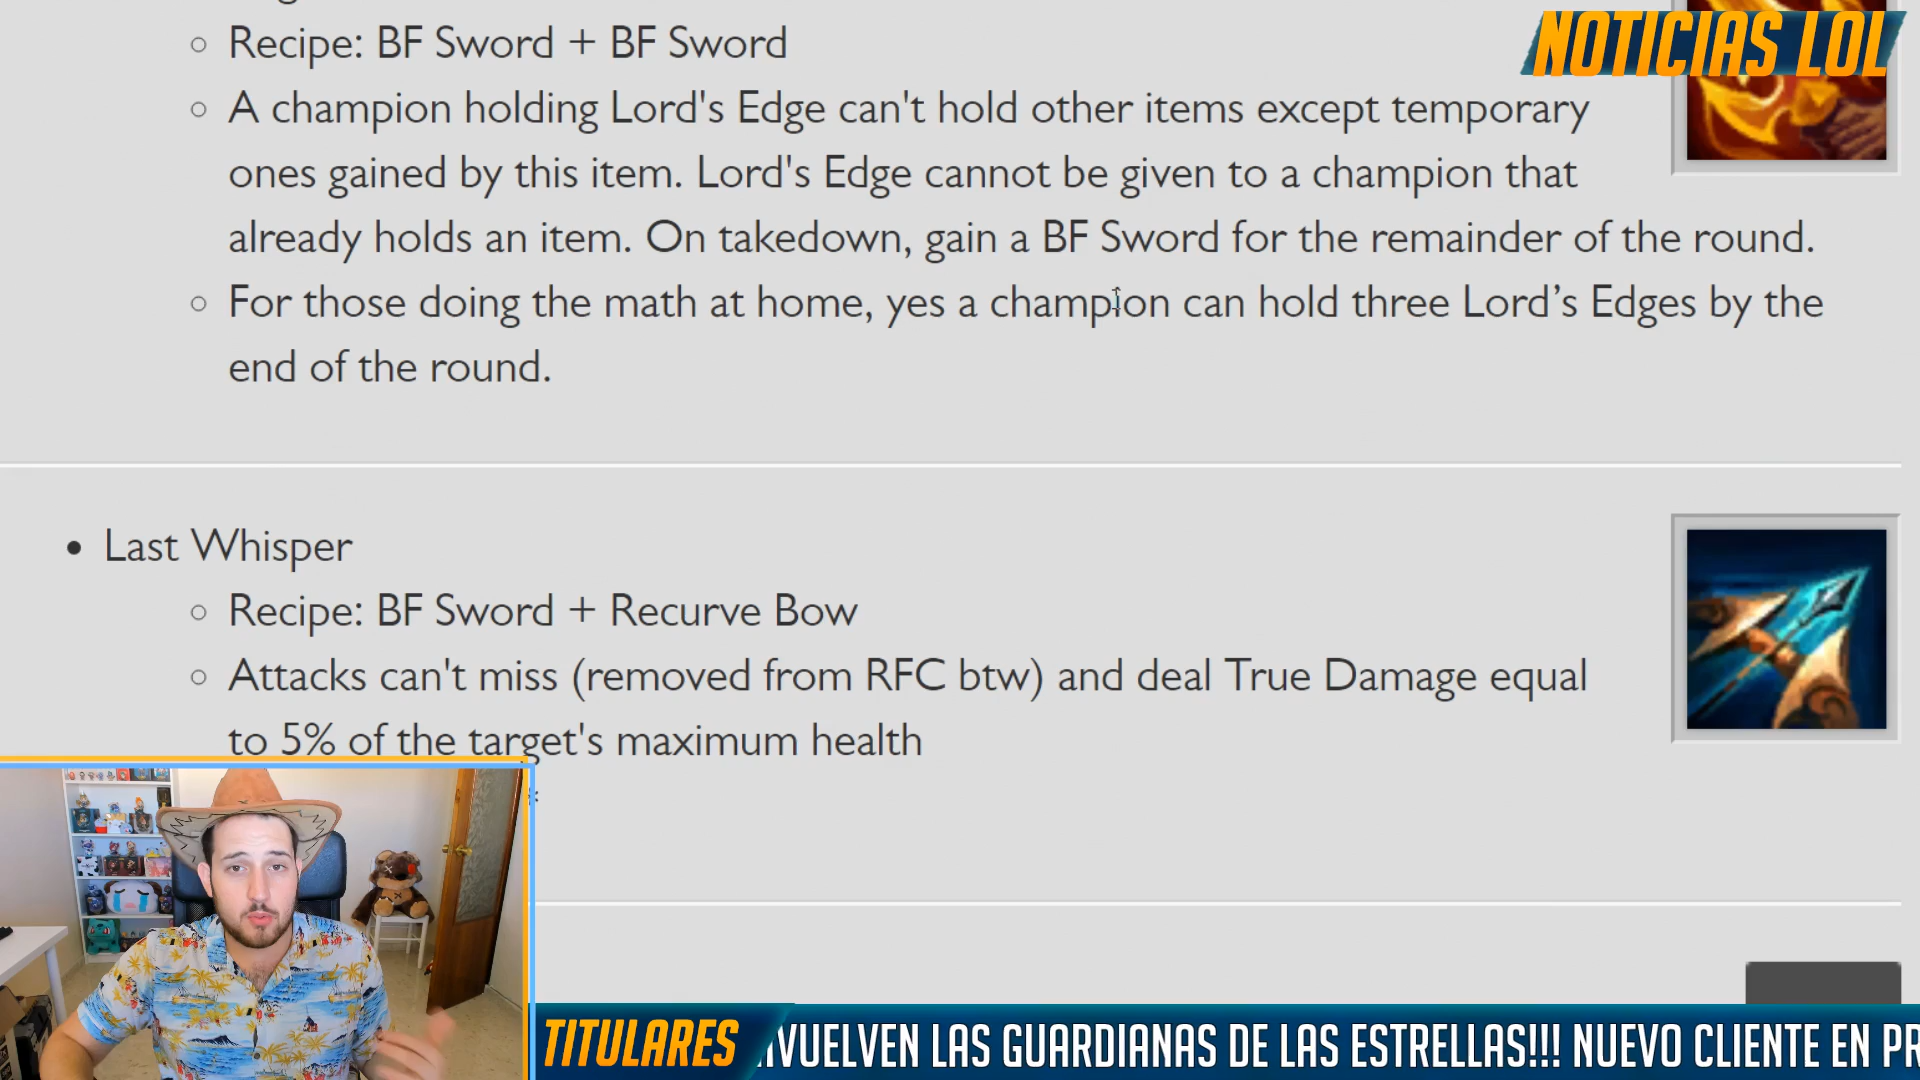 NOTICIAS LOL
Recipe: BF Sword + BF Sword
A champion holding Lord's Edge can't hold other items except temporary
ones gained by this item. Lord's Edge cannot be given to a champion that
already holds an item. On takedown, gain a BF Sword for the remainder of the round.
For those doing the math at home, yes a champion can hold three Lord’s Edges by the
end of the round.
Last Whisper
Recipe: BF Sword + Recurve Bow
Attacks can't miss (removed from RFC btw) and deal True Damage equal
to 5% of the target's maximum health
TITULARES
¡VUELVEN LAS GUARDIANAS DE LAS ESTRELLAS!!! NUEVO CLIENTE EN PR